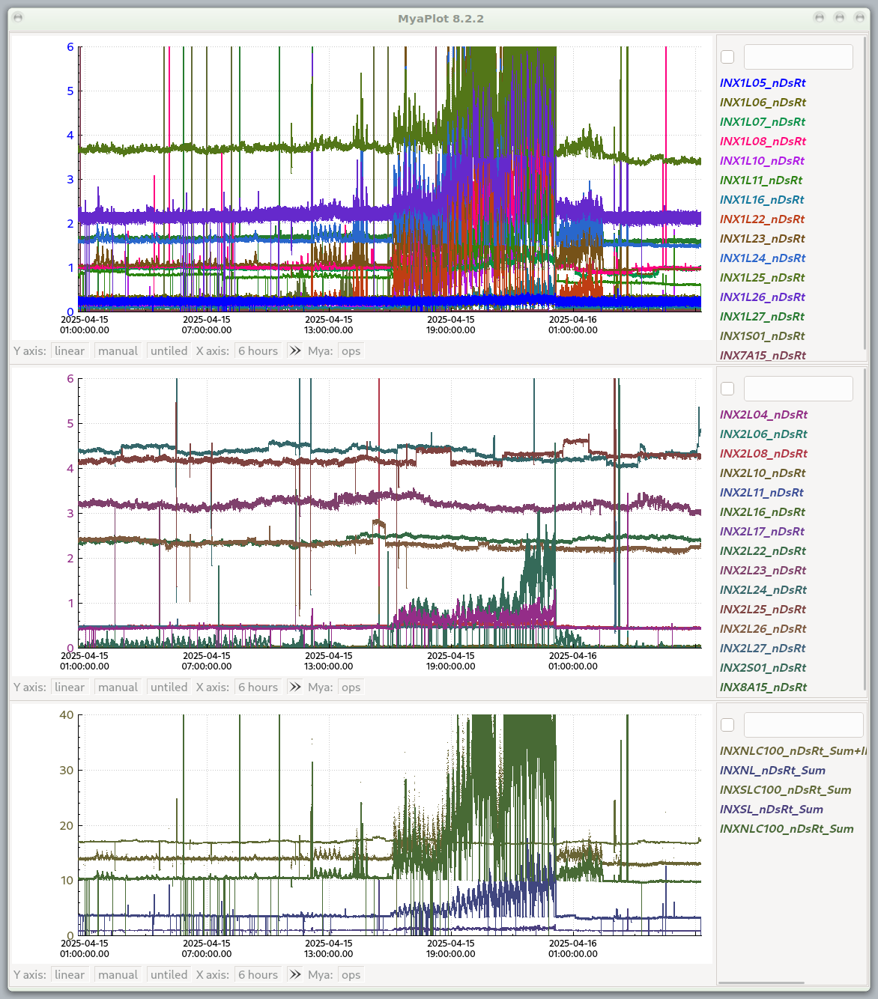 MyaPlot 8.2.2
6
5
4
3
2
1
0
2025-04-15
01:00:00.00
2025-04-15
07:00:00.00
2025-04-15
13:00:00.00
2025-04-15
19:00:00.00
2025-04-16
01:00:00.00
INX1L05_nDsRt
INX1L06_nDsRt
INX1L07_nDsRt
INX1L08_nDsRt
INX1L10_nDsRt
INX1L11_nDsRt
INX1L16_nDsRt
INX1L22_nDsRt
INX1L23_nDsRt
INX1L24_nDsRt
INX1L25_nDsRt
INX1L26_nDsRt
INX1L27_nDsRt
INX1S01_nDsRt
INX7A15_nDsRt
Y axis: linear manual untiled X axis: 6 hours Mya: ops
6
5
4
3
2
1
0
2025-04-15
01:00:00.00
2025-04-15
07:00:00.00
2025-04-15
13:00:00.00
2025-04-15
19:00:00.00
2025-04-16
01:00:00.00
INX2L04_nDsRt
INX2L06_nDsRt
INX2L08_nDsRt
INX2L10_nDsRt
INX2L11_nDsRt
INX2L16_nDsRt
INX2L17_nDsRt
INX2L22_nDsRt
INX2L23_nDsRt
INX2L24_nDsRt
INX2L25_nDsRt
INX2L26_nDsRt
INX2L27_nDsRt
INX2S01_nDsRt
INX8A15_nDsRt
Y axis: linear manual untiled X axis: 6 hours Mya: ops
40
30
20
10
0
2025-04-15
01:00:00.00
2025-04-15
07:00:00.00
2025-04-15
13:00:00.00
2025-04-15
19:00:00.00
2025-04-16
01:00:00.00
INXNLC100_nDsRt_Sum+
INXNL_nDsRt_Sum
INXSLC100_nDsRt_Sum
INXSL_nDsRt_Sum
INXNLC100_nDsRt_Sum
Y axis: linear manual untiled X axis: 6 hours Mya: ops